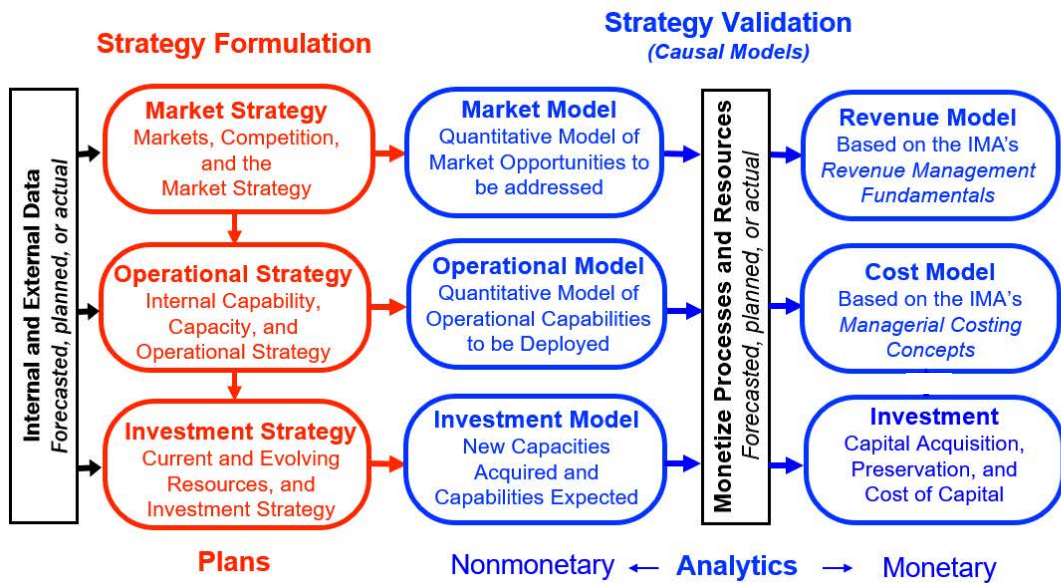 Strategy Formulation
Strategy Validation
(Causal Models)
Internal and External Data
Forecasted, planned, or actual
Market Strategy
Markets, Competition,
and the
Market Strategy
Market Model
Quantitative Model of
Market Opportunities to
be addressed
Monetize Processes and Resources
Forecasted, planned, or actual
Revenue Model
Based on the IMA's
Revenue Management
Fundamentals
Operational Strategy
Internal Capability,
Capacity, and
Operational Strategy
Operational Model
Quantitative Model of
Operational Capabilities
to be Deployed
Cost Model
Based on the IMA's
Managerial Costing
Concepts
Investment Strategy
Current and Evolving
Resources, and
Investment Strategy
Investment Model
New Capacities
Acquired and
Capabilities Expected
Investment
Capital Acquisition,
Preservation, and
Cost of Capital
Plans
Nonmonetary ← Analytics → Monetary